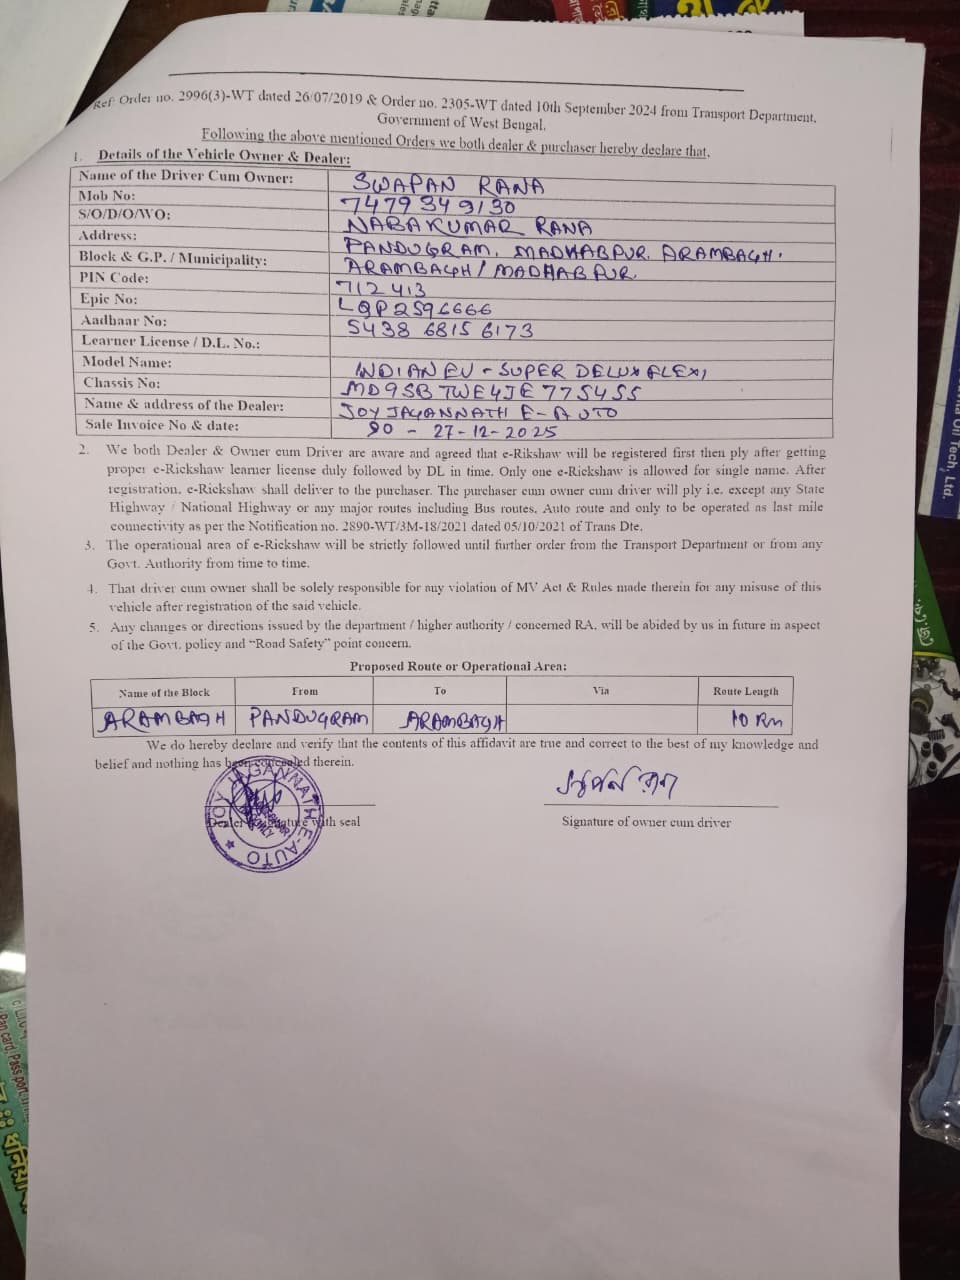 Ref: Order no. 2996(3)-WT dated 26/07/2019 & Order no. 2305-WT dated 10th September 2024 from Transport Department,
Government of West Bengal.
Following the above mentioned Orders we both dealer & purchaser hereby declare that,
1. Details of the Vehicle Owner & Dealer:
Name of the Driver Cum Owner: SWAPAN RANA
Mob No: 7479349130
S/O/D/O/WO: NABAKUMAR RANA
Address: PANDUGRAM, MADHABPUR, ARAMBAGH.
Block & G.P. / Municipality: ARAMBAGH / MADHABPUR
PIN Code: 712413
Epic No: LQP2596666
Aadhaar No: 5438 6815 6173
Learner License / D.L. No.:
Model Name: INDIAN EV - SUPER DELUX FLEXI
Chassis No: MD9SBTWE4JE775455
Name & address of the Dealer: JOY JAGANNATH E-AUTO
Sale Invoice No & date: 90 - 27-12-2025
2. We both Dealer & Owner cum Driver are aware and agreed that e-Rikshaw will be registered first then ply after getting
proper e-Rickshaw learner license duly followed by DL in time. Only one e-Rickshaw is allowed for single name. After
registration, e-Rickshaw shall deliver to the purchaser. The purchaser cum owner cum driver will ply i.e. except any State
Highway / National Highway or any major routes including Bus routes, Auto route and only to be operated as last mile
connectivity as per the Notification no. 2890-WT/3M-18/2021 dated 05/10/2021 of Trans Dte.
3. The operational area of e-Rickshaw will be strictly followed until further order from the Transport Department or from any
Govt. Authority from time to time.
4. That driver cum owner shall be solely responsible for any violation of MV Act & Rules made therein for any misuse of this
vehicle after registration of the said vehicle.
5. Any changes or directions issued by the department / higher authority / concerned RA, will be abided by us in future in aspect
of the Govt. policy and "Road Safety" point concern.
Proposed Route or Operational Area:
Name of the Block From To Via Route Length
ARAMBAGH PANDUGRAM ARAMBAGH 10 Km
We do hereby declare and verify that the contents of this affidavit are true and correct to the best of my knowledge and
belief and nothing has been concealed therein.
স্বপন রানা
JOY JAGANNATH E-AUTO
Dealer signature with seal
Signature of owner cum driver
Tech, Ltd.
Pan card, Pass port